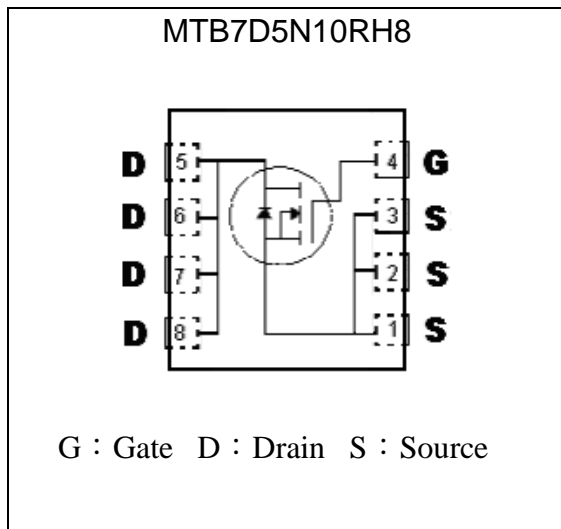 MTB7D5N10RH8
D 5 4 G
D 6 3 S
D 7 2 S
D 8 1 S
G：Gate D：Drain S：Source